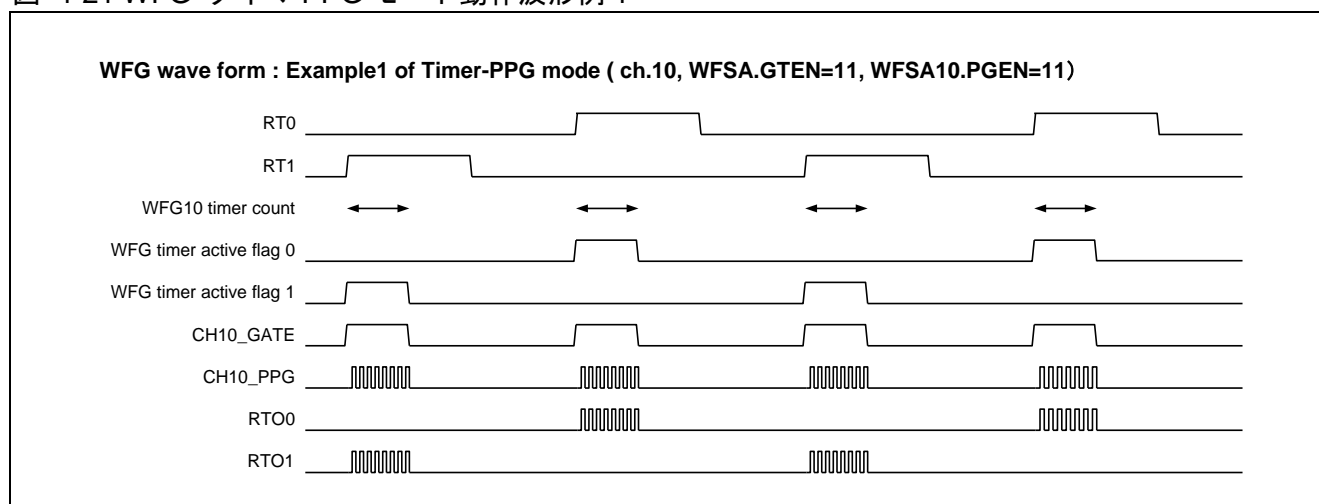 WFG wave form : Example1 of Timer-PPG mode ( ch.10, WFSA.GTEN=11, WFSA10.PGEN=11）
RT0
RT1
WFG10 timer count
WFG timer active flag 0
WFG timer active flag 1
CH10_GATE
CH10_PPG
RTO0
RTO1